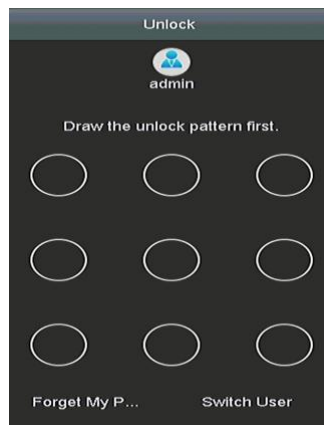 Unlock
admin
Draw the unlock pattern first.
Forget My P... Switch User